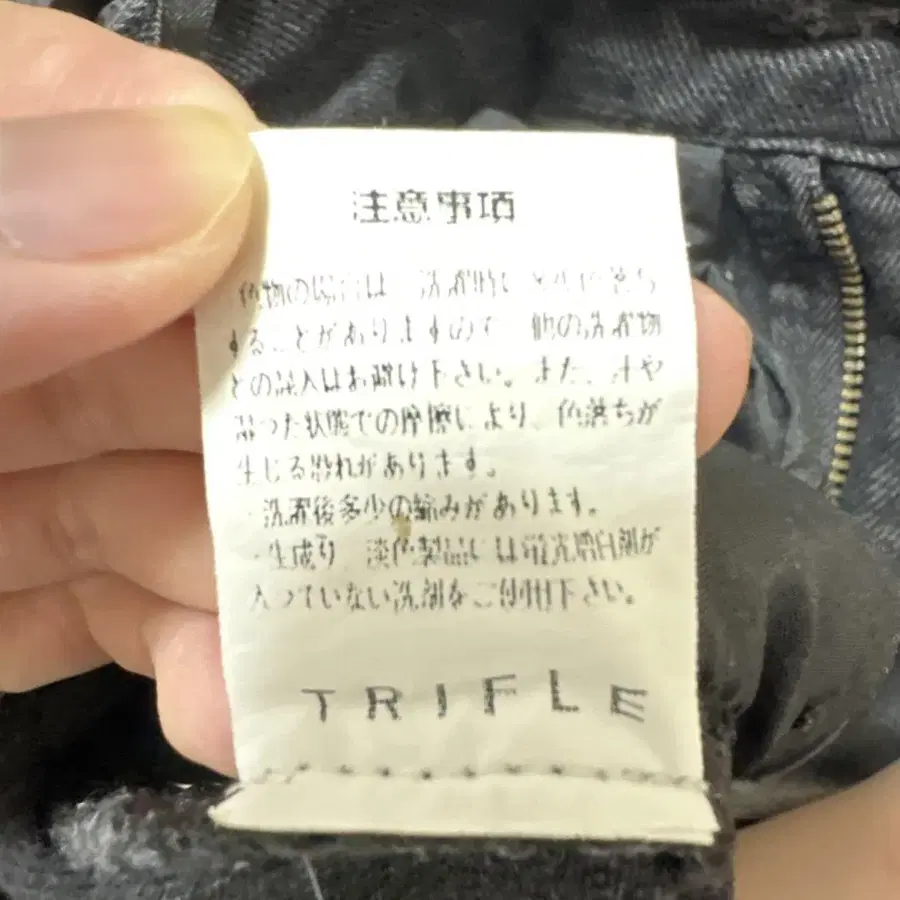 注意事項
色物の場合は 洗濯時に多少色落ち
することがありますので 他の洗濯物
との混入はお避け下さい。また、汗や
湿った状態での摩擦により、色落ちが
生じる恐れがあります。
・洗濯後多少の縮みがあります。
・生成り 淡色製品には蛍光増白剤が
入っていない洗剤をご使用下さい。
TRIFLE